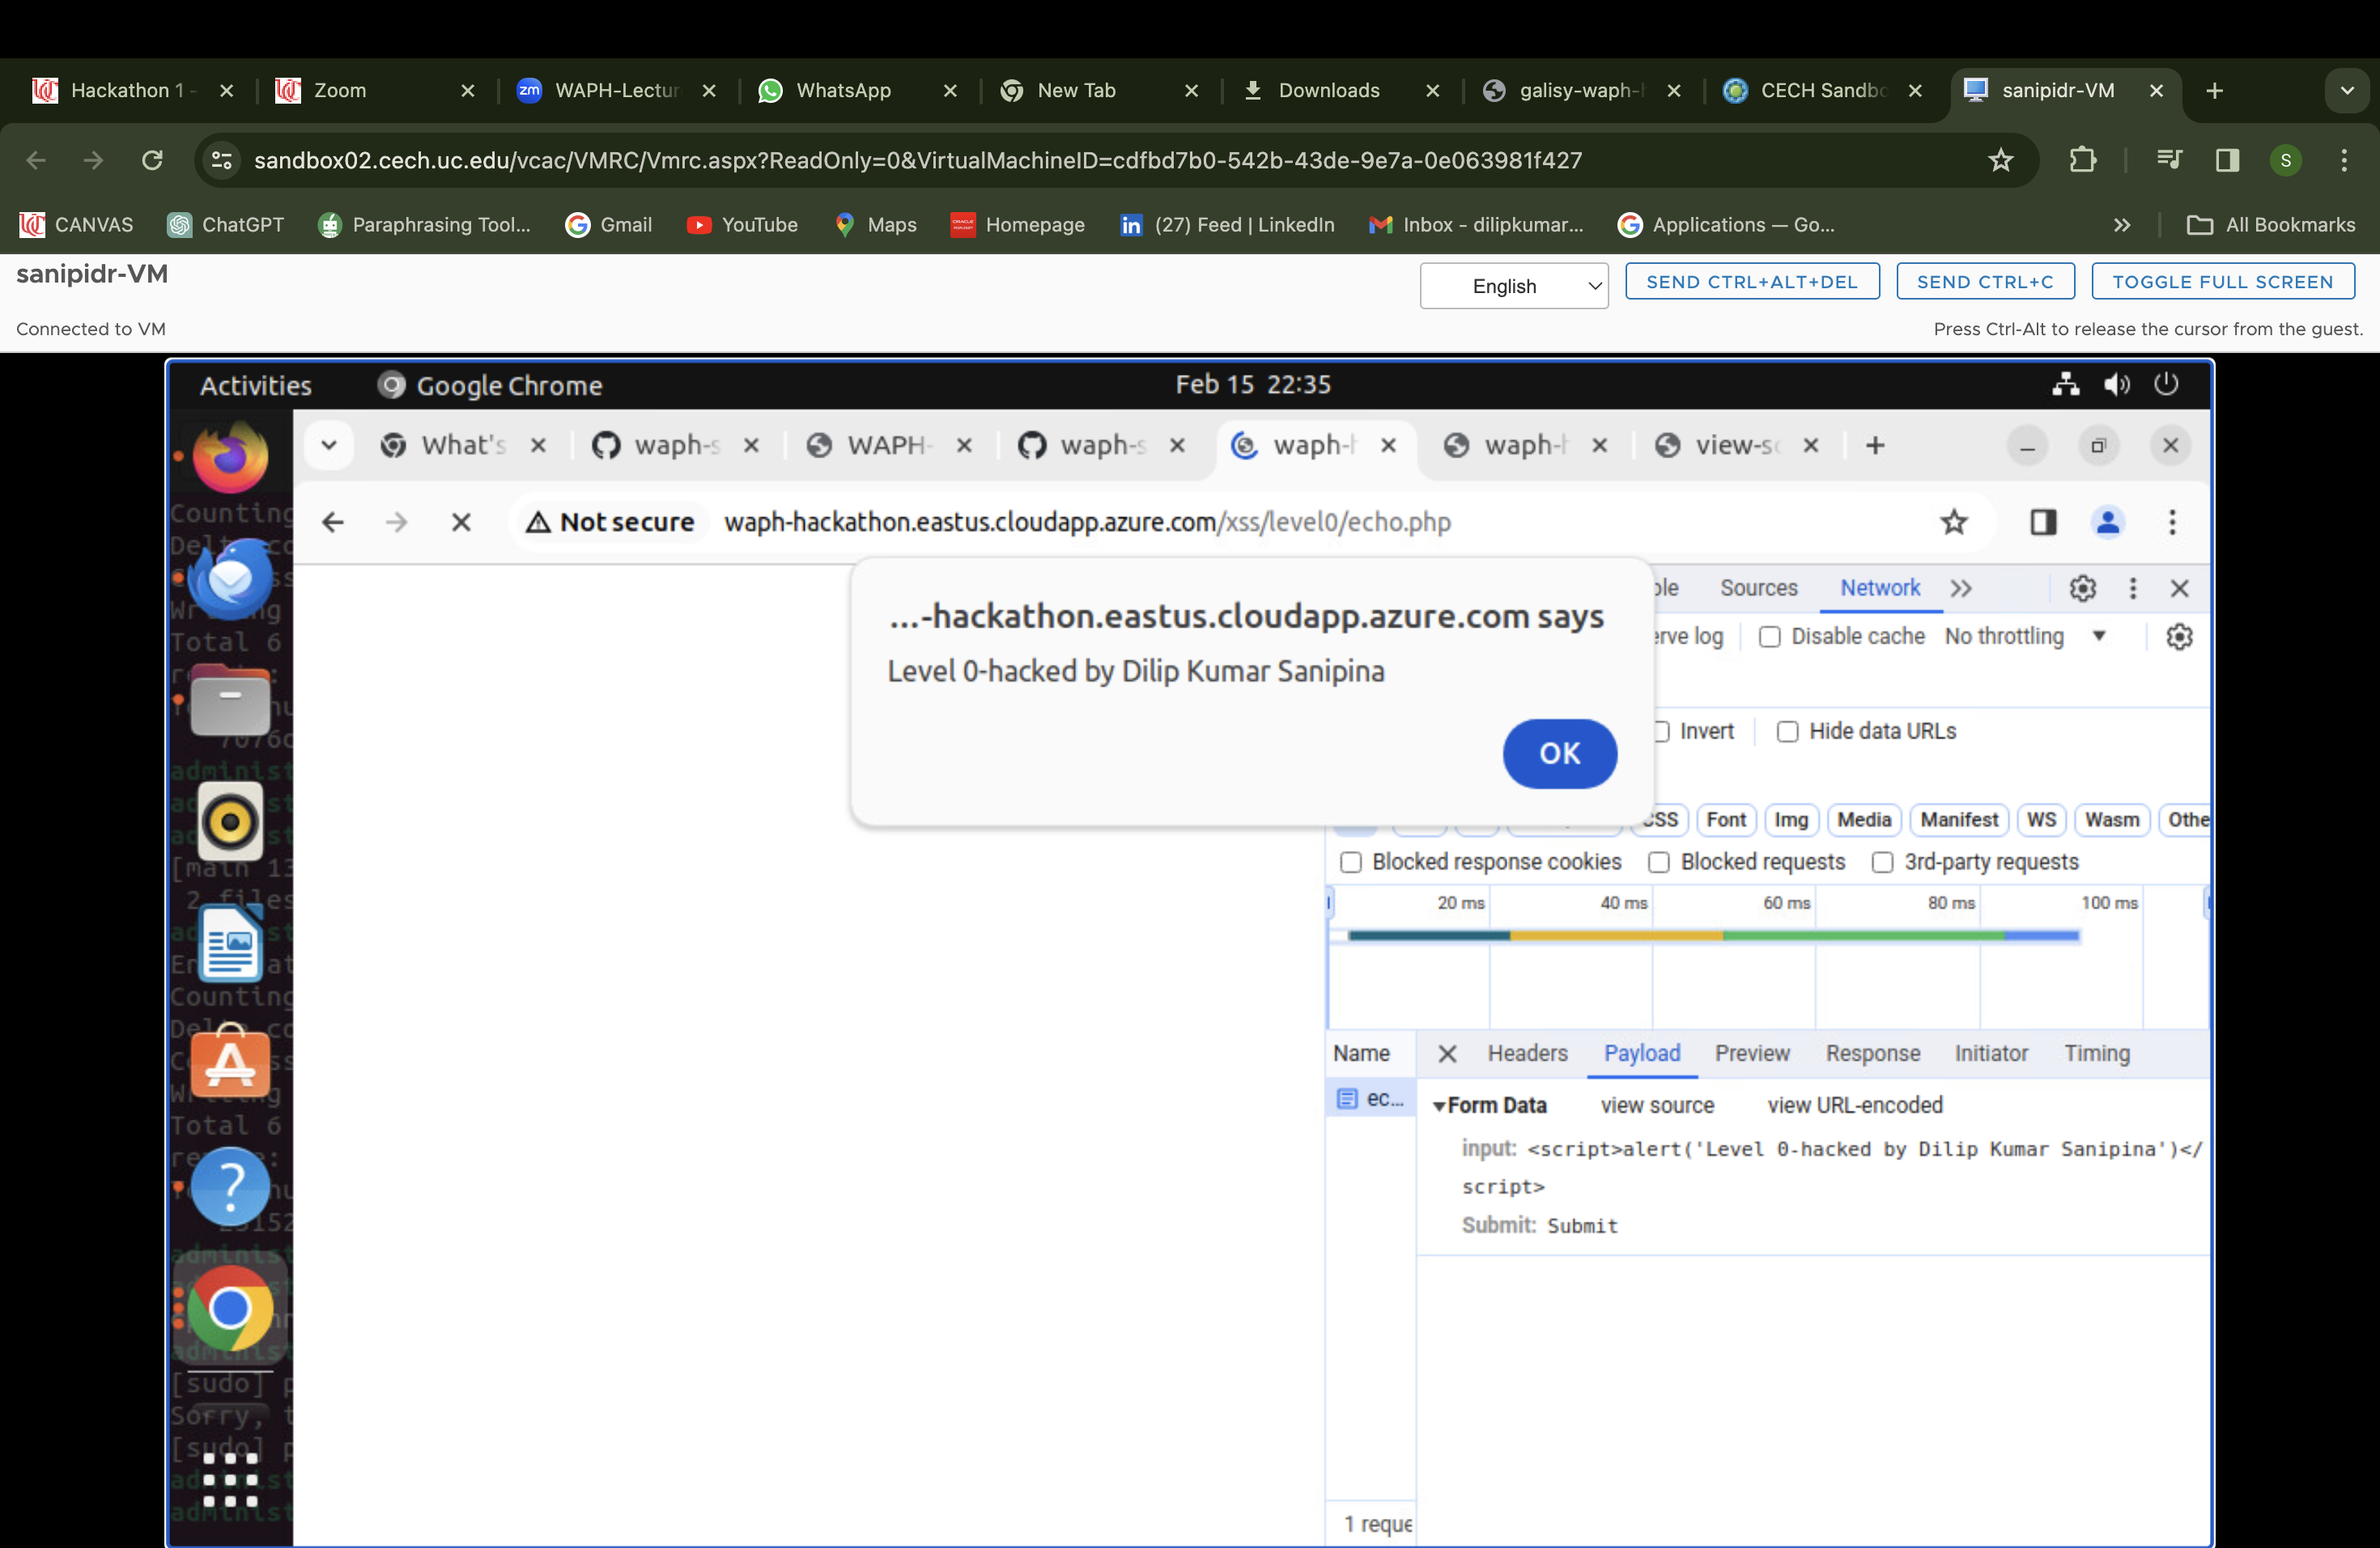 Hackathon 1 -
Zoom
WAPH-Lectur
WhatsApp
New Tab
Downloads
galisy-waph-h
CECH Sandbo
sanipidr-VM
sandbox02.cech.uc.edu/vcac/VMRC/Vmrc.aspx?ReadOnly=0&VirtualMachineID=cdfbd7b0-542b-43de-9e7a-0e063981f427
S
CANVAS
ChatGPT
Paraphrasing Tool...
Gmail
YouTube
Maps
Homepage
(27) Feed | LinkedIn
Inbox - dilipkumar...
Applications — Go...
All Bookmarks
sanipidr-VM
English
SEND CTRL+ALT+DEL
SEND CTRL+C
TOGGLE FULL SCREEN
Connected to VM
Press Ctrl-Alt to release the cursor from the guest.
Activities
Google Chrome
Feb 15 22:35
What's
waph-s
WAPH-
waph-s
waph-h
waph-h
view-so
Not secure
waph-hackathon.eastus.cloudapp.azure.com/xss/level0/echo.php
...-hackathon.eastus.cloudapp.azure.com says
Level 0-hacked by Dilip Kumar Sanipina
OK
Sources
Network
erve log
Disable cache
No throttling
Invert
Hide data URLs
CSS
Font
Img
Media
Manifest
WS
Wasm
Othe
Blocked response cookies
Blocked requests
3rd-party requests
20 ms
40 ms
60 ms
80 ms
100 ms
Name
Headers
Payload
Preview
Response
Initiator
Timing
ec...
Form Data
view source
view URL-encoded
input: <script>alert('Level 0-hacked by Dilip Kumar Sanipina')</
script>
Submit: Submit
1 reque
Counting
Total 6
Counting
Total 6
[sudo] p
Sorry, t
[sudo] p